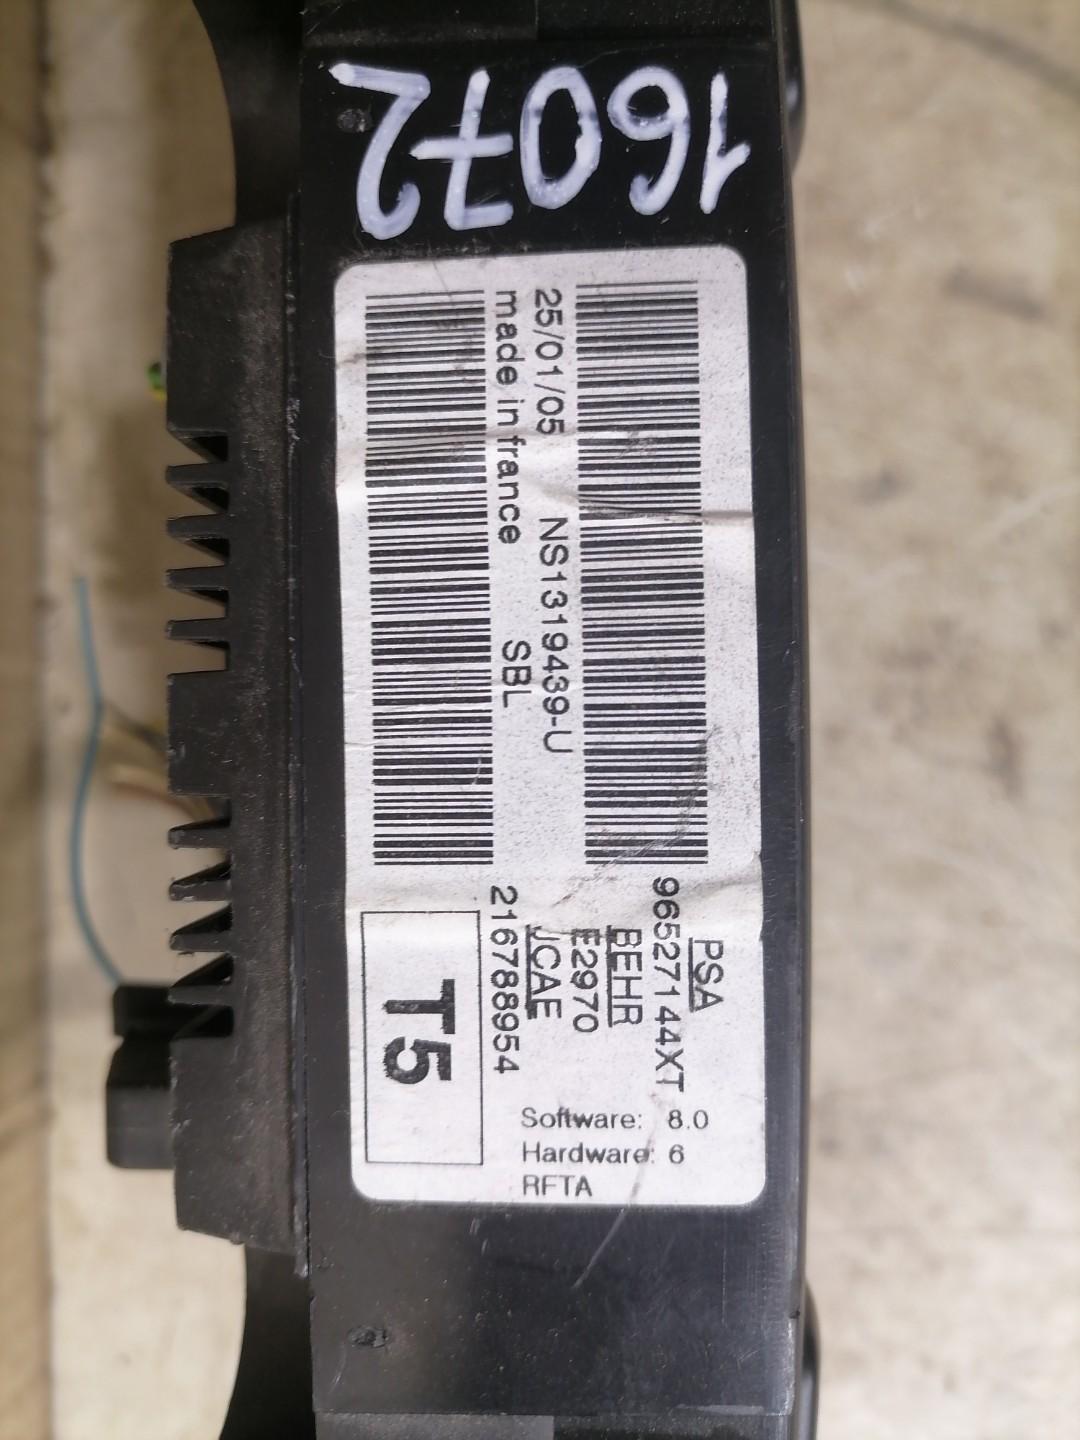 16072
PSA
9652714 4XT
BEHR
E2970
JCAE
216788954
25/01/05 NS1319439-U
made in france SBL
T5
Software: 8.0
Hardware: 6
RFTA